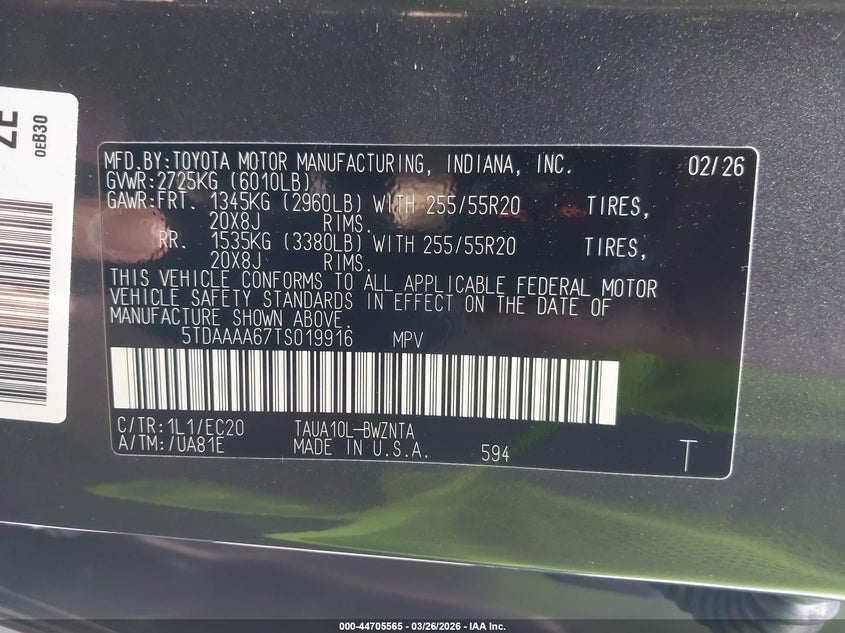 2E
0EB30
MFD.BY:TOYOTA MOTOR MANUFACTURING, INDIANA, INC. 02/26
GVWR:2725KG (6010LB)
GAWR:FRT. 1345KG (2960LB) WITH 255/55R20 TIRES,
20X8J RIMS.
RR. 1535KG (3380LB) WITH 255/55R20 TIRES,
20X8J RIMS.
THIS VEHICLE CONFORMS TO ALL APPLICABLE FEDERAL MOTOR
VEHICLE SAFETY STANDARDS IN EFFECT ON THE DATE OF
MANUFACTURE SHOWN ABOVE.
5TDAAAA67TS019916 MPV
C/TR:1L1/EC20 TAUA10L-BWZNTA
A/TM:/UA81E MADE IN U.S.A. 594 T
000-44705565 | 03/26/2026 | IAA Inc.